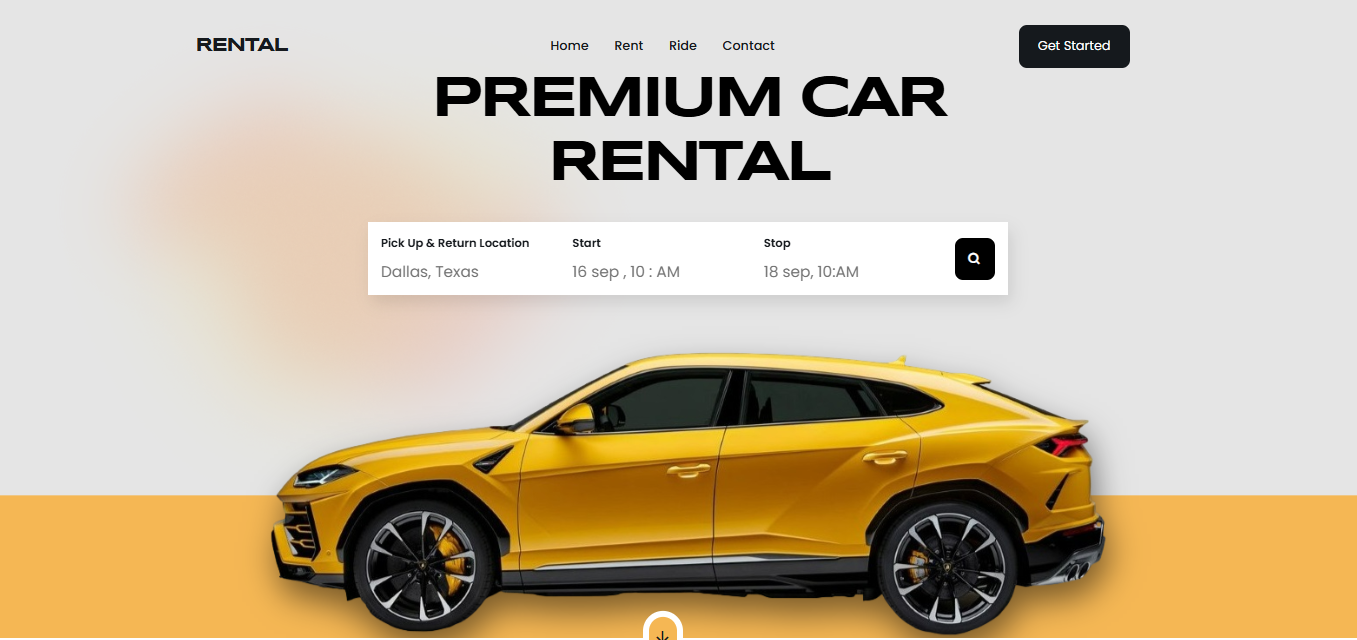 RENTAL
Home Rent Ride Contact
Get Started
PREMIUM CAR
RENTAL
Pick Up & Return Location Start Stop
Dallas, Texas 16 sep , 10 : AM 18 sep, 10:AM